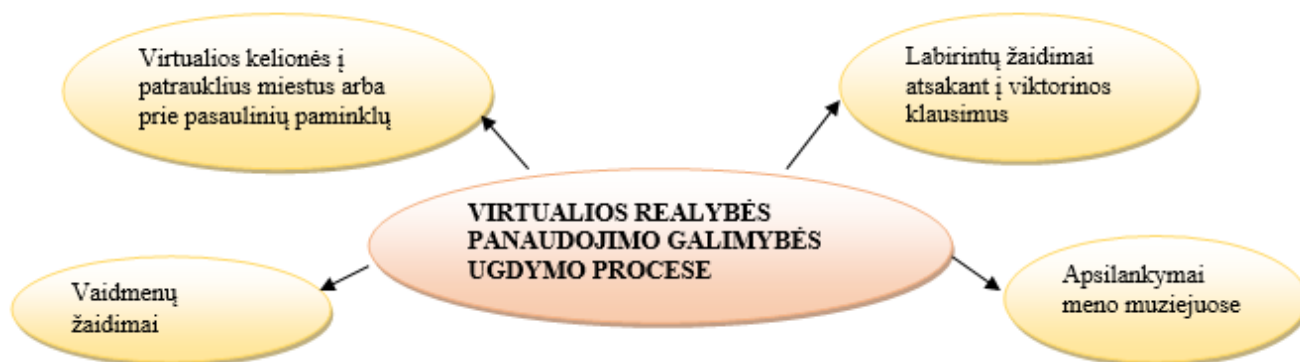 Virtualios kelionės į
patrauklius miestus arba
prie pasaulinių paminklų
Labirintų žaidimai
atsakant į viktorinos
klausimus
VIRTUALIOS REALYBĖS
PANAUDOJIMO GALIMYBĖS
UGDYMO PROCESE
Vaidmenų
žaidimai
Apsilankymai
meno muziejuose